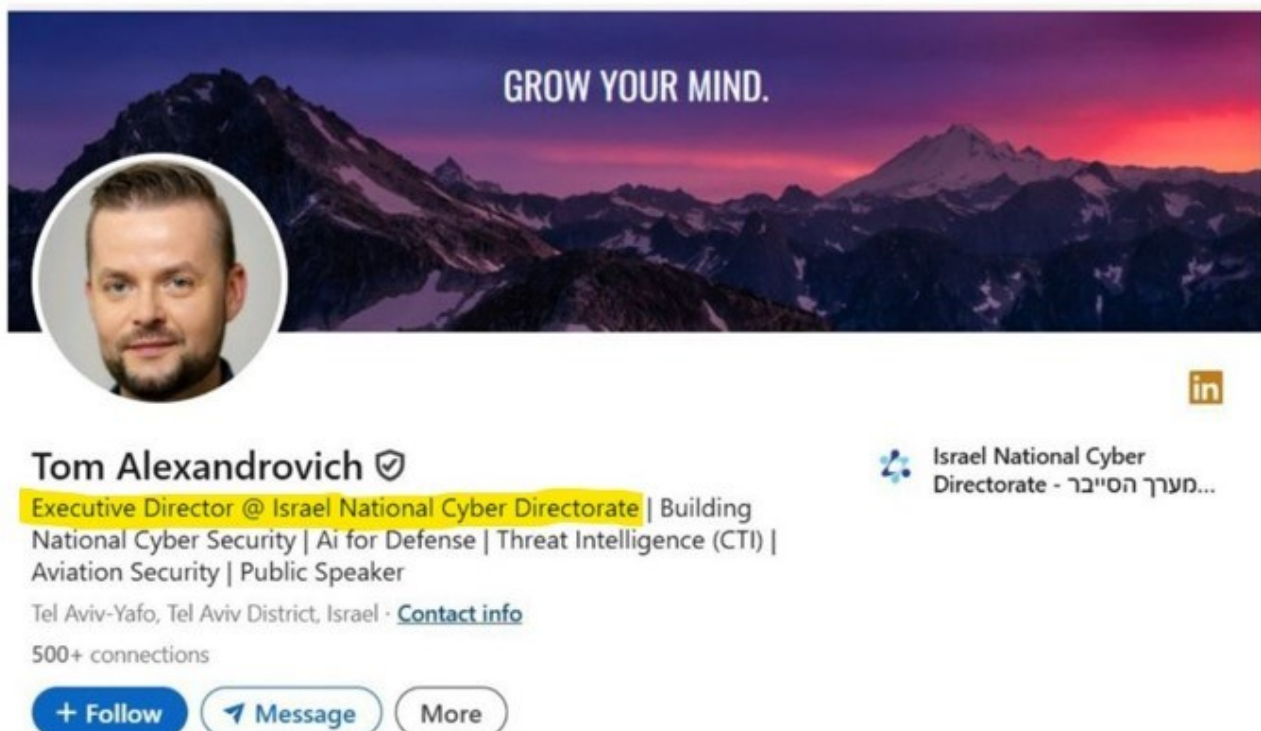 GROW YOUR MIND.
in
Tom Alexandrovich
Executive Director @ Israel National Cyber Directorate | Building
National Cyber Security | Ai for Defense | Threat Intelligence (CTI) |
Aviation Security | Public Speaker
Tel Aviv-Yafo, Tel Aviv District, Israel · Contact info
500+ connections
+ Follow
Message
More
Israel National Cyber
Directorate - מערך הסייבר...